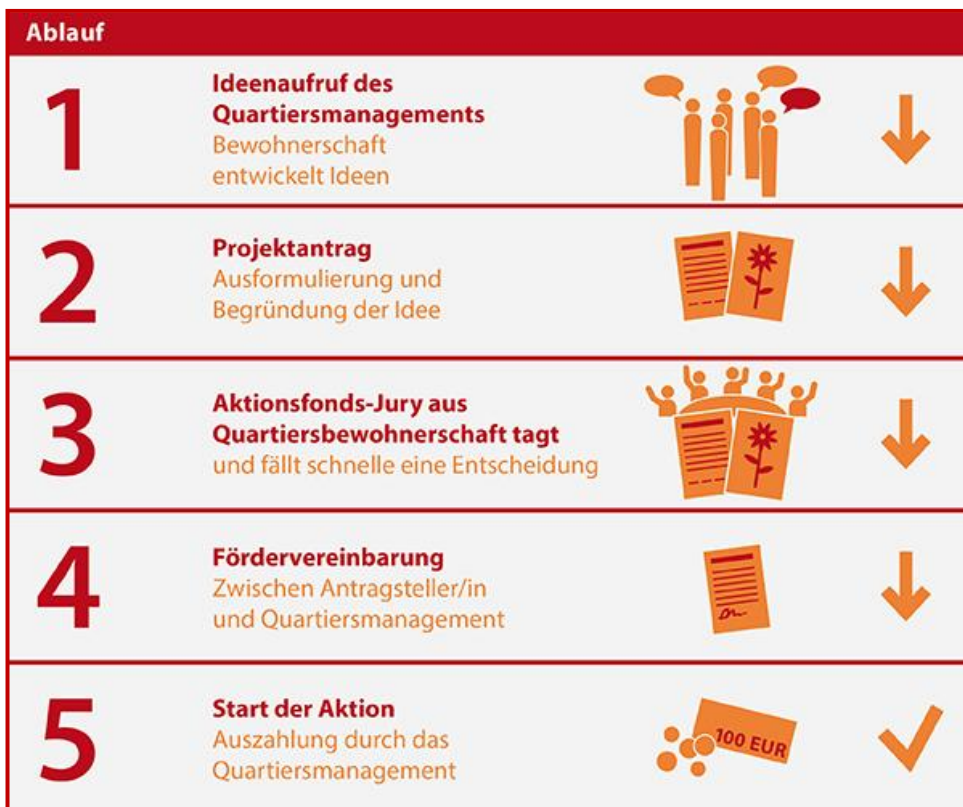 Ablauf
1
Ideenaufruf des
Quartiersmanagements
Bewohnerschaft
entwickelt Ideen
2
Projektantrag
Ausformulierung und
Begründung der Idee
3
Aktionsfonds-Jury aus
Quartiersbewohnerschaft tagt
und fällt schnelle eine Entscheidung
4
Fördervereinbarung
Zwischen Antragsteller/in
und Quartiersmanagement
5
Start der Aktion
Auszahlung durch das
Quartiersmanagement
100 EUR